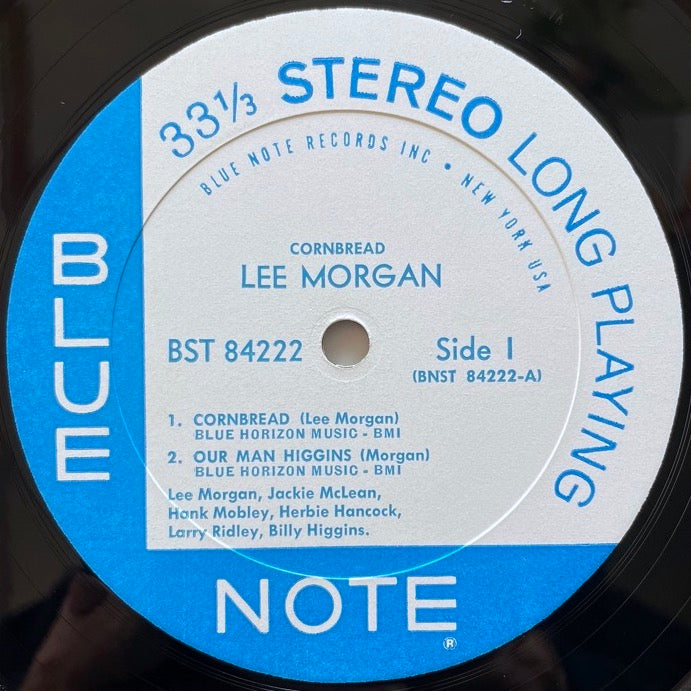 33⅓ STEREO LONG PLAYING
BLUE NOTE RECORDS INC • NEW YORK USA
CORNBREAD
LEE MORGAN
BST 84222
Side 1
(BNST 84222-A)
1. CORNBREAD (Lee Morgan)
BLUE HORIZON MUSIC - BMI
2. OUR MAN HIGGINS (Morgan)
BLUE HORIZON MUSIC - BMI
Lee Morgan, Jackie McLean,
Hank Mobley, Herbie Hancock,
Larry Ridley, Billy Higgins.
BLUE
NOTE ®